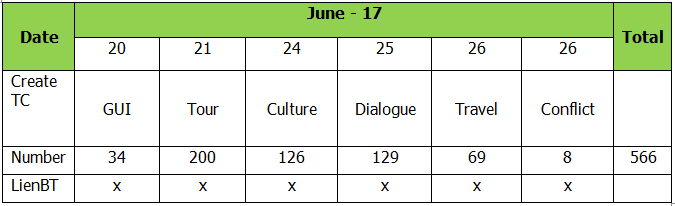 Date June - 17 Total
20 21 24 25 26 26
Create TC GUI Tour Culture Dialogue Travel Conflict
Number 34 200 126 129 69 8 566
LienBT x x x x x x